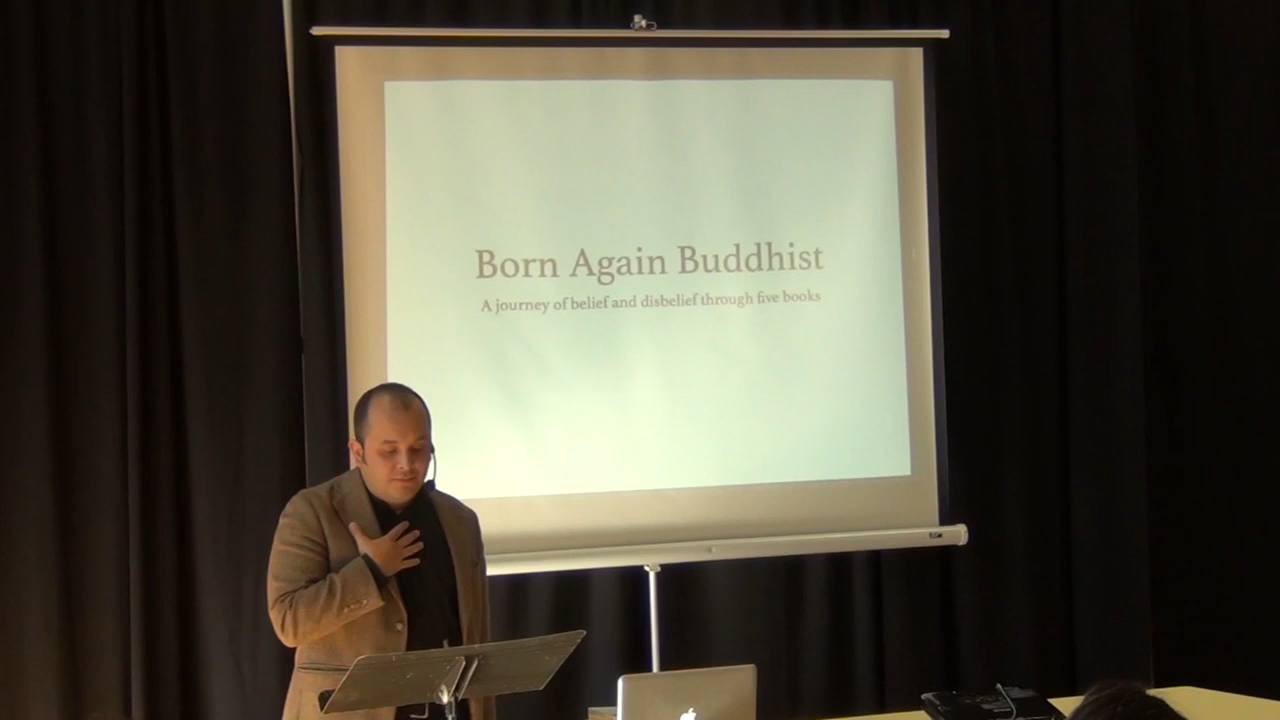 Born Again Buddhist
A journey of belief and disbelief through five books